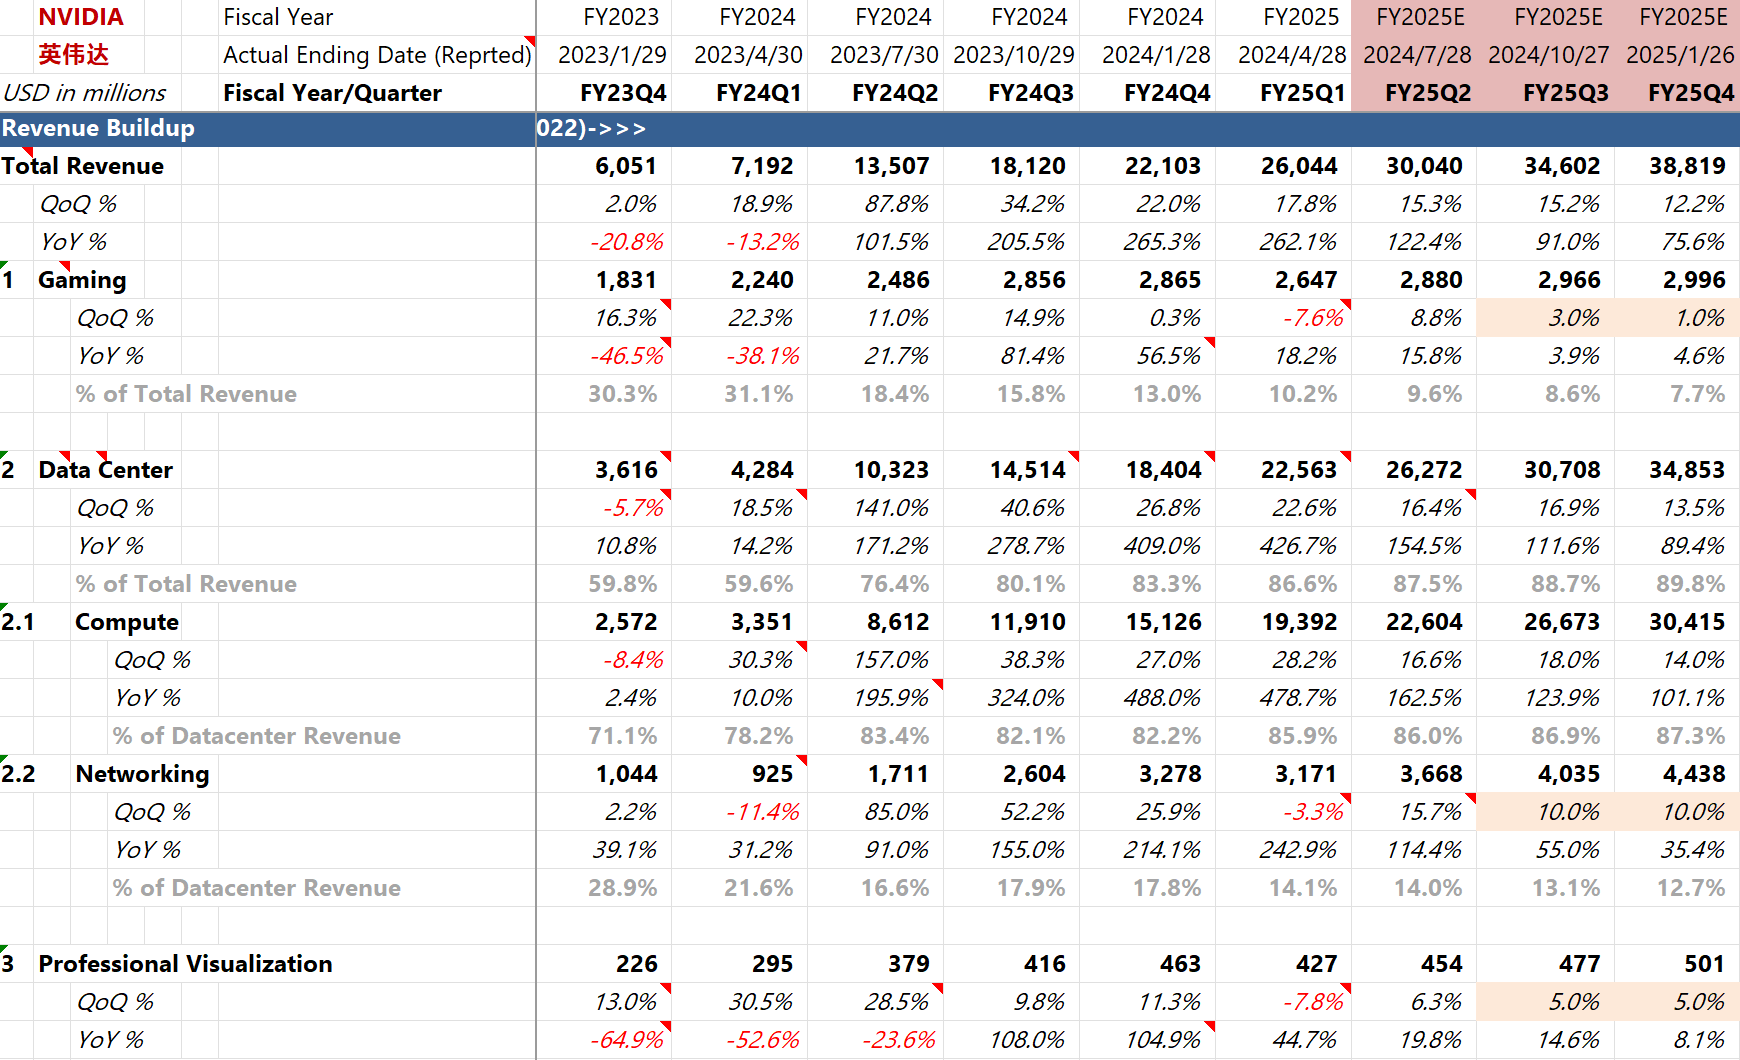 NVIDIA Fiscal Year FY2023 FY2024 FY2024 FY2024 FY2024 FY2025 FY2025E FY2025E FY2025E
英伟达 Actual Ending Date (Reprted) 2023/1/29 2023/4/30 2023/7/30 2023/10/29 2024/1/28 2024/4/28 2024/7/28 2024/10/27 2025/1/26
USD in millions Fiscal Year/Quarter FY23Q4 FY24Q1 FY24Q2 FY24Q3 FY24Q4 FY25Q1 FY25Q2 FY25Q3 FY25Q4
Revenue Buildup 022)->>>
Total Revenue 6,051 7,192 13,507 18,120 22,103 26,044 30,040 34,602 38,819
QoQ % 2.0% 18.9% 87.8% 34.2% 22.0% 17.8% 15.3% 15.2% 12.2%
YoY % -20.8% -13.2% 101.5% 205.5% 265.3% 262.1% 122.4% 91.0% 75.6%
1 Gaming 1,831 2,240 2,486 2,856 2,865 2,647 2,880 2,966 2,996
QoQ % 16.3% 22.3% 11.0% 14.9% 0.3% -7.6% 8.8% 3.0% 1.0%
YoY % -46.5% -38.1% 21.7% 81.4% 56.5% 18.2% 15.8% 3.9% 4.6%
% of Total Revenue 30.3% 31.1% 18.4% 15.8% 13.0% 10.2% 9.6% 8.6% 7.7%
2 Data Center 3,616 4,284 10,323 14,514 18,404 22,563 26,272 30,708 34,853
QoQ % -5.7% 18.5% 141.0% 40.6% 26.8% 22.6% 16.4% 16.9% 13.5%
YoY % 10.8% 14.2% 171.2% 278.7% 409.0% 426.7% 154.5% 111.6% 89.4%
% of Total Revenue 59.8% 59.6% 76.4% 80.1% 83.3% 86.6% 87.5% 88.7% 89.8%
2.1 Compute 2,572 3,351 8,612 11,910 15,126 19,392 22,604 26,673 30,415
QoQ % -8.4% 30.3% 157.0% 38.3% 27.0% 28.2% 16.6% 18.0% 14.0%
YoY % 2.4% 10.0% 195.9% 324.0% 488.0% 478.7% 162.5% 123.9% 101.1%
% of Datacenter Revenue 71.1% 78.2% 83.4% 82.1% 82.2% 85.9% 86.0% 86.9% 87.3%
2.2 Networking 1,044 925 1,711 2,604 3,278 3,171 3,668 4,035 4,438
QoQ % 2.2% -11.4% 85.0% 52.2% 25.9% -3.3% 15.7% 10.0% 10.0%
YoY % 39.1% 31.2% 91.0% 155.0% 214.1% 242.9% 114.4% 55.0% 35.4%
% of Datacenter Revenue 28.9% 21.6% 16.6% 17.9% 17.8% 14.1% 14.0% 13.1% 12.7%
3 Professional Visualization 226 295 379 416 463 427 454 477 501
QoQ % 13.0% 30.5% 28.5% 9.8% 11.3% -7.8% 6.3% 5.0% 5.0%
YoY % -64.9% -52.6% -23.6% 108.0% 104.9% 44.7% 19.8% 14.6% 8.1%